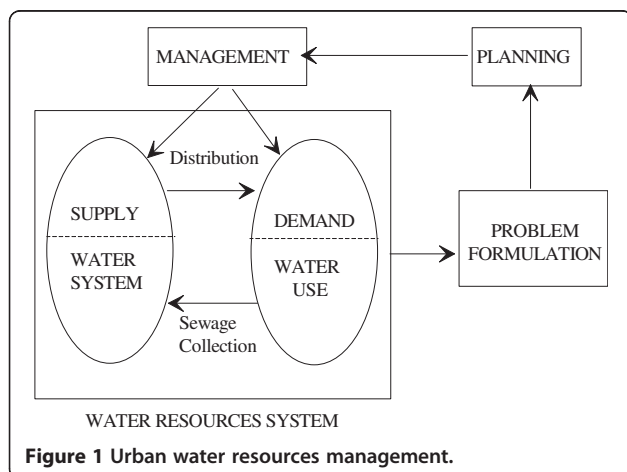 MANAGEMENT
PLANNING
Distribution
SUPPLY
WATER
SYSTEM
DEMAND
WATER
USE
PROBLEM
FORMULATION
Sewage
Collection
WATER RESOURCES SYSTEM
Figure 1 Urban water resources management.